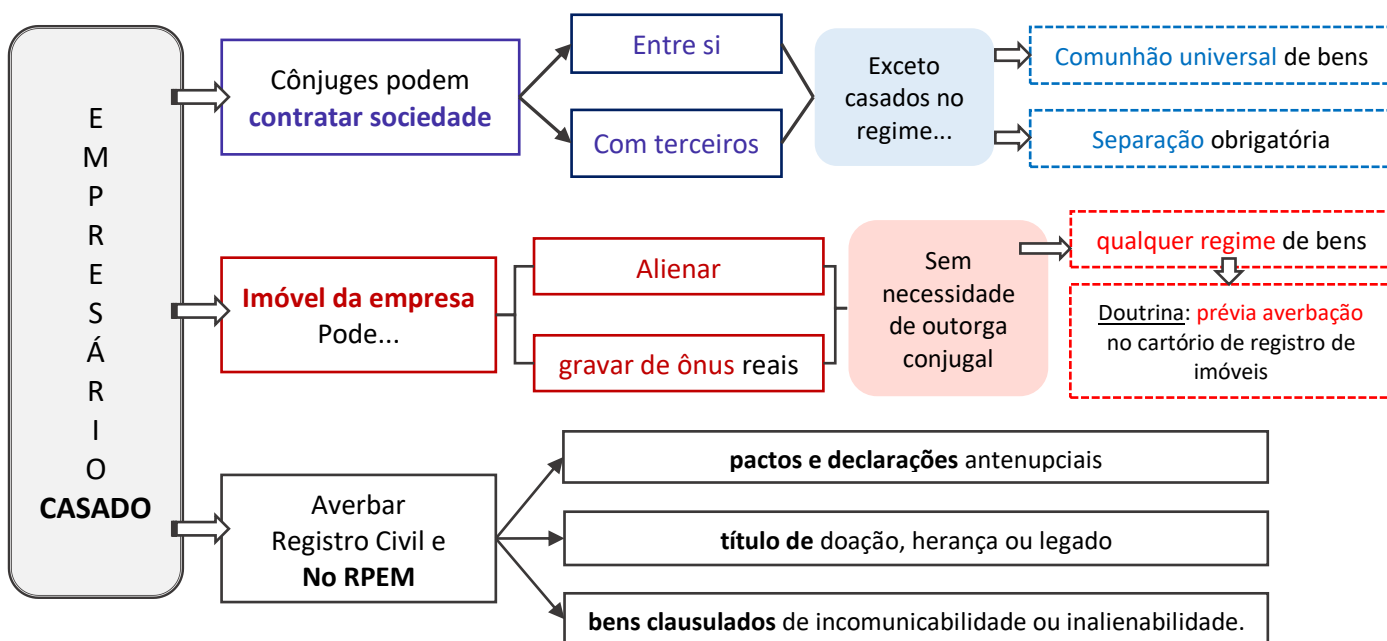 E
M
P
R
E
S
Á
R
I
O
CASADO
Cônjuges podem
contratar sociedade
Entre si
Com terceiros
Exceto
casados no
regime...
Comunhão universal de bens
Separação obrigatória
Imóvel da empresa
Pode...
Alienar
gravar de ônus reais
Sem
necessidade
de outorga
conjugal
qualquer regime de bens
Doutrina: prévia averbação
no cartório de registro de
imóveis
Averbar
Registro Civil e
No RPEM
pactos e declarações antenupciais
título de doação, herança ou legado
bens clausulados de incomunicabilidade ou inalienabilidade.